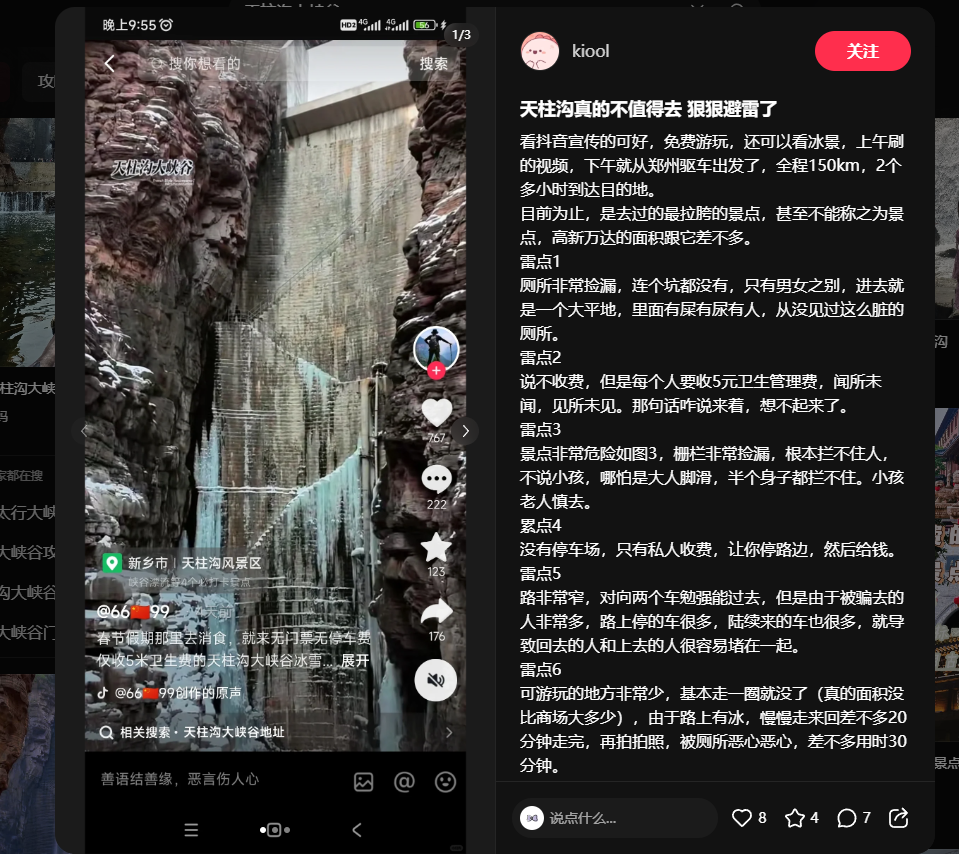 晚上9:55
HD2 4G 4G 56
1/3
搜你想看的
搜索
天柱沟大峡谷
767
222
123
176
新乡市 | 天柱沟风景区
@66🇨🇳99
春节假期那里去消食，就来无门票无停车费
仅收5米卫生费的天柱沟大峡谷冰雪... 展开
@66🇨🇳99创作的原声
相关搜索·天柱沟大峡谷地址
善语结善缘，恶言伤人心
kiool
关注
天柱沟真的不值得去 狠狠避雷了
看抖音宣传的可好，免费游玩，还可以看冰景，上午刷
的视频，下午就从郑州驱车出发了，全程150km，2个
多小时到达目的地。
目前为止，是去过的最拉胯的景点，甚至不能称之为景
点，高新万达的面积跟它差不多。
雷点1
厕所非常捡漏，连个坑都没有，只有男女之别，进去就
是一个大平地，里面有屎有尿有人，从没见过这么脏的
厕所。
雷点2
说不收费，但是每个人要收5元卫生管理费，闻所未
闻，见所未见。那句话咋说来着，想不起来了。
雷点3
景点非常危险如图3，栅栏非常捡漏，根本拦不住人，
不说小孩，哪怕是大人脚滑，半个身子都拦不住。小孩
老人慎去。
累点4
没有停车场，只有私人收费，让你停路边，然后给钱。
雷点5
路非常窄，对向两个车勉强能过去，但是由于被骗去的
人非常多，路上停的车很多，陆续来的车也很多，就导
致回去的人和上去的人很容易堵在一起。
雷点6
可游玩的地方非常少，基本走一圈就没了（真的面积没
比商场大多少），由于路上有冰，慢慢走来回差不多20
分钟走完，再拍拍照，被厕所恶心恶心，差不多用时30
分钟。
说点什么...
8
4
7